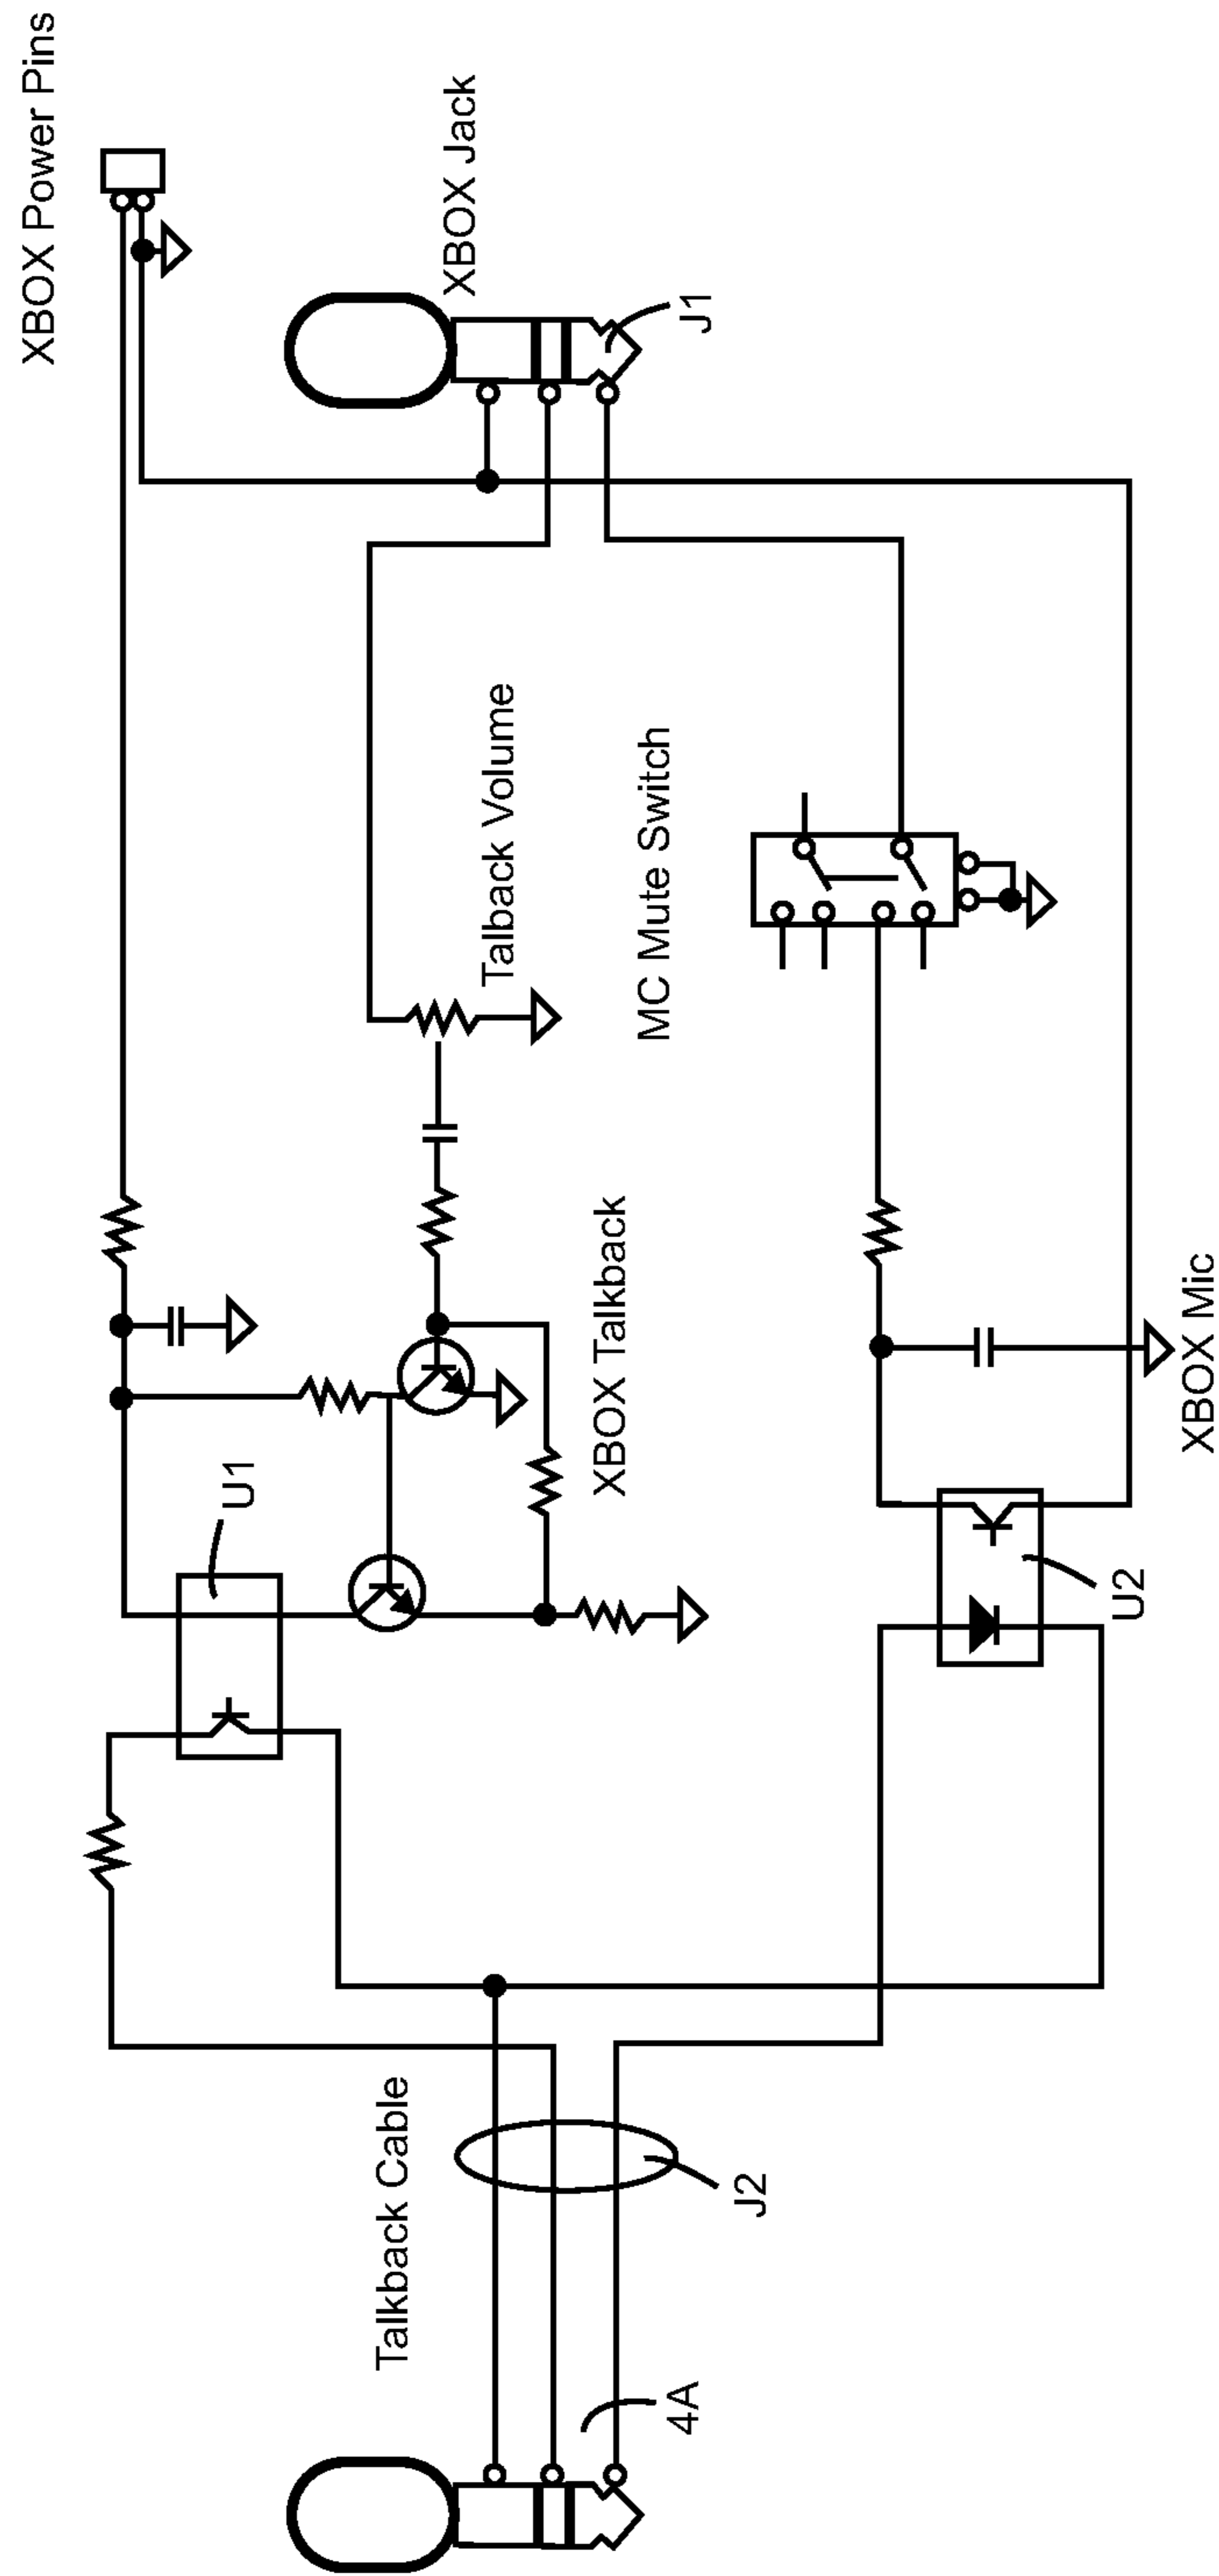 XBOX Power Pins
XBOX Jack
J1
Talback Volume
MC Mute Switch
U1
XBOX Talkback
XBOX Mic
U2
Talkback Cable
J2
4A